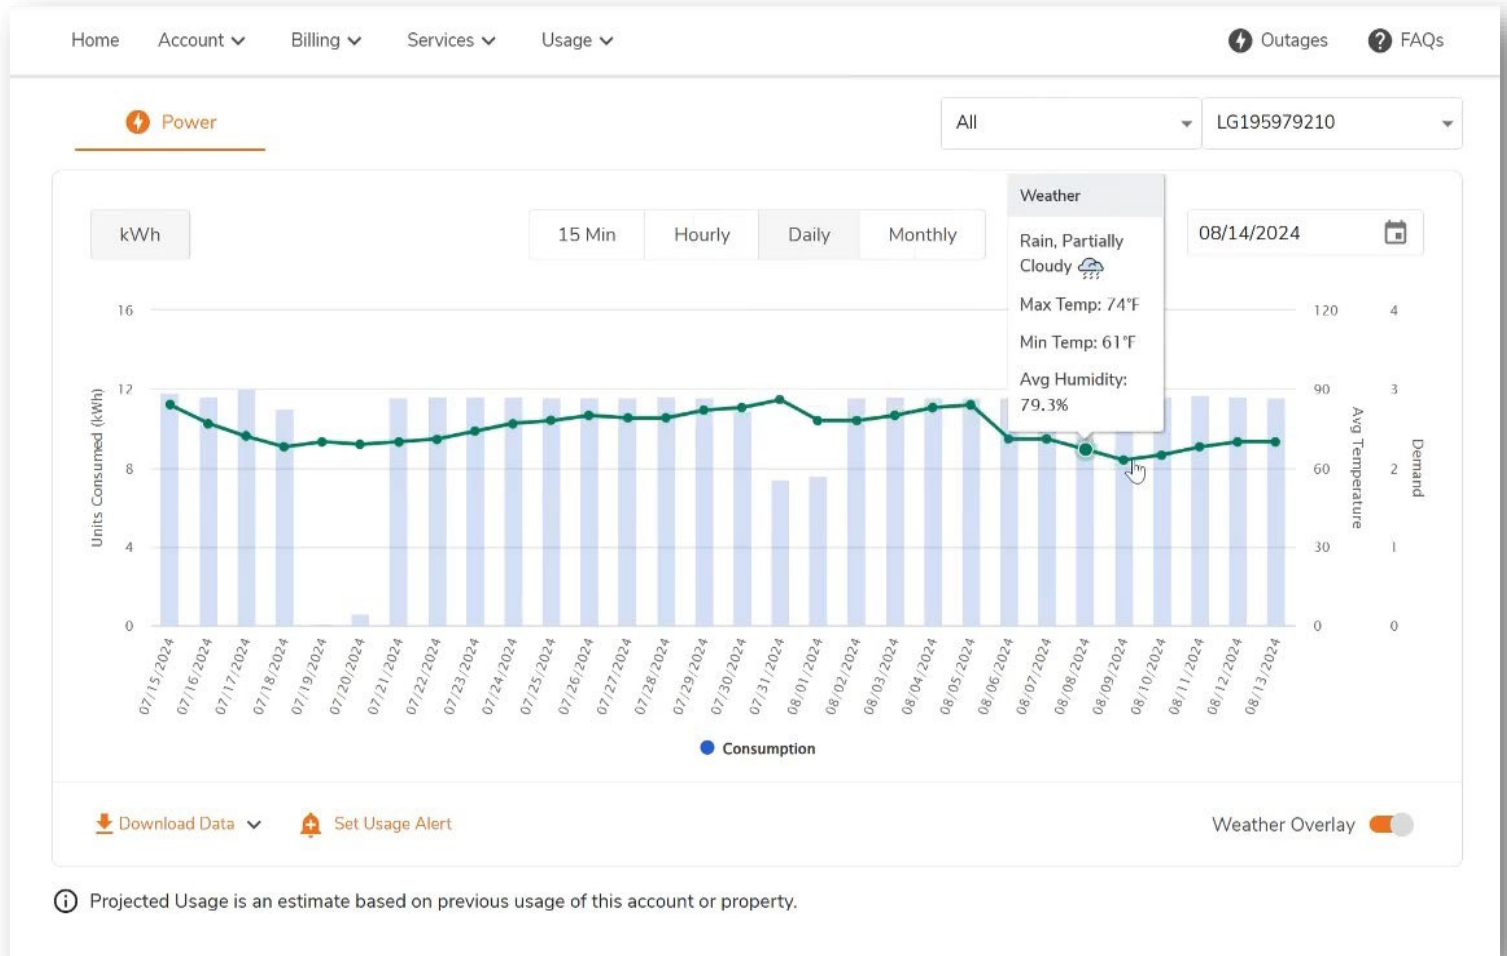 Home Account Billing Services Usage Outages FAQs
Power
All LG195979210
kWh 15 Min Hourly Daily Monthly 08/14/2024
Weather
Rain, Partially
Cloudy
Max Temp: 74°F
Min Temp: 61°F
Avg Humidity:
79.3%
Units Consumed (kWh)
16
12
8
4
0
120
90
60
30
0
Avg Temperature
4
3
2
1
0
Demand
07/15/2024
07/16/2024
07/17/2024
07/18/2024
07/19/2024
07/20/2024
07/21/2024
07/22/2024
07/23/2024
07/24/2024
07/25/2024
07/26/2024
07/27/2024
07/28/2024
07/29/2024
07/30/2024
07/31/2024
08/01/2024
08/02/2024
08/03/2024
08/04/2024
08/05/2024
08/06/2024
08/07/2024
08/08/2024
08/09/2024
08/10/2024
08/11/2024
08/12/2024
08/13/2024
Consumption
Download Data Set Usage Alert Weather Overlay
Projected Usage is an estimate based on previous usage of this account or property.